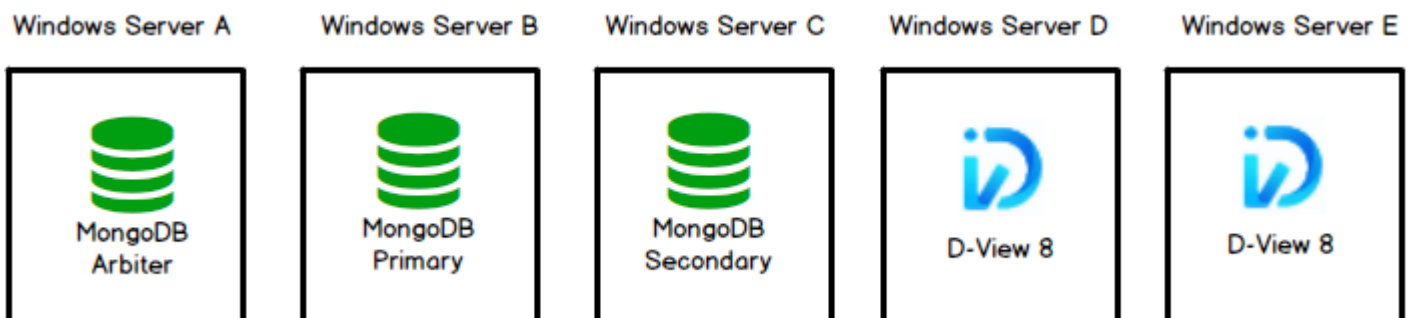 Windows Server A
Windows Server B
Windows Server C
Windows Server D
Windows Server E
MongoDB
Arbiter
MongoDB
Primary
MongoDB
Secondary
D-View 8
D-View 8